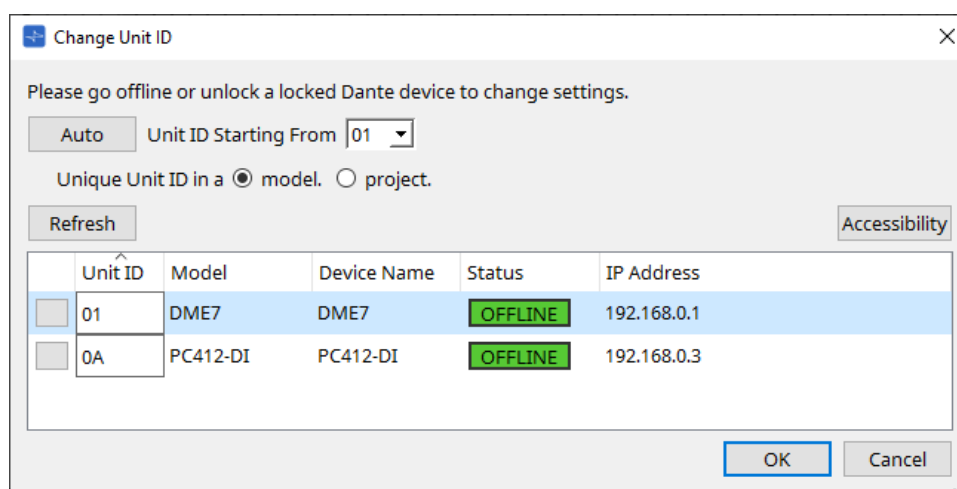 Change Unit ID
Please go offline or unlock a locked Dante device to change settings.
Auto Unit ID Starting From 01
Unique Unit ID in a model. project.
Refresh Accessibility
Unit ID Model Device Name Status IP Address
01 DME7 DME7 OFFLINE 192.168.0.1
0A PC412-DI PC412-DI OFFLINE 192.168.0.3
OK Cancel